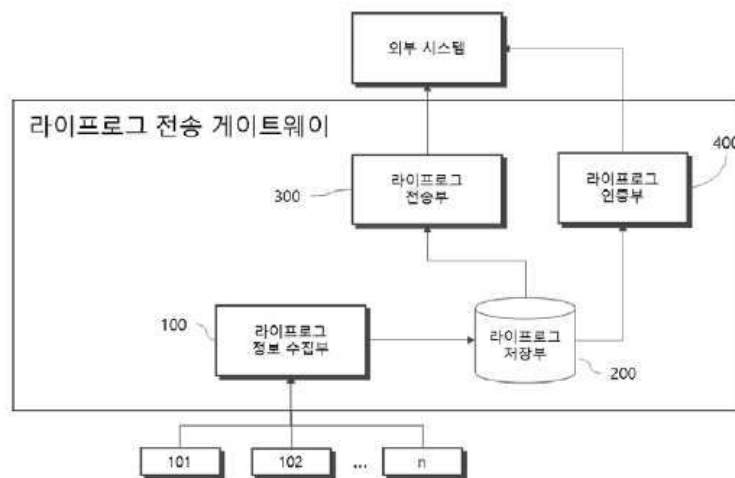 외부 시스템
라이프로그 전송 게이트웨이
400
라이프로그
전송부
라이프로그
인증부
300
100
라이프로그
정보 수집부
라이프로그
저장부
200
101
102
...
n